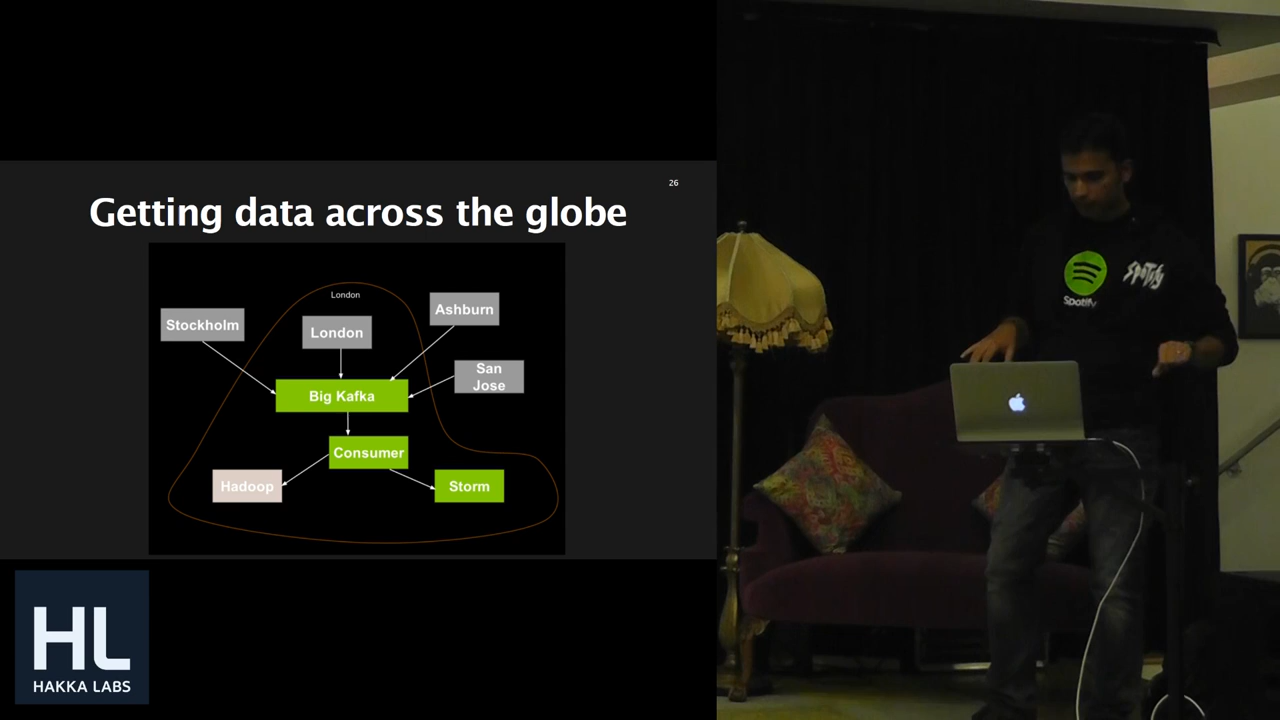 26
Getting data across the globe
London
Stockholm
London
Ashburn
San
Jose
Big Kafka
Consumer
Hadoop
Storm
HL
HAKKA LABS
Spotify
SPOTIFY